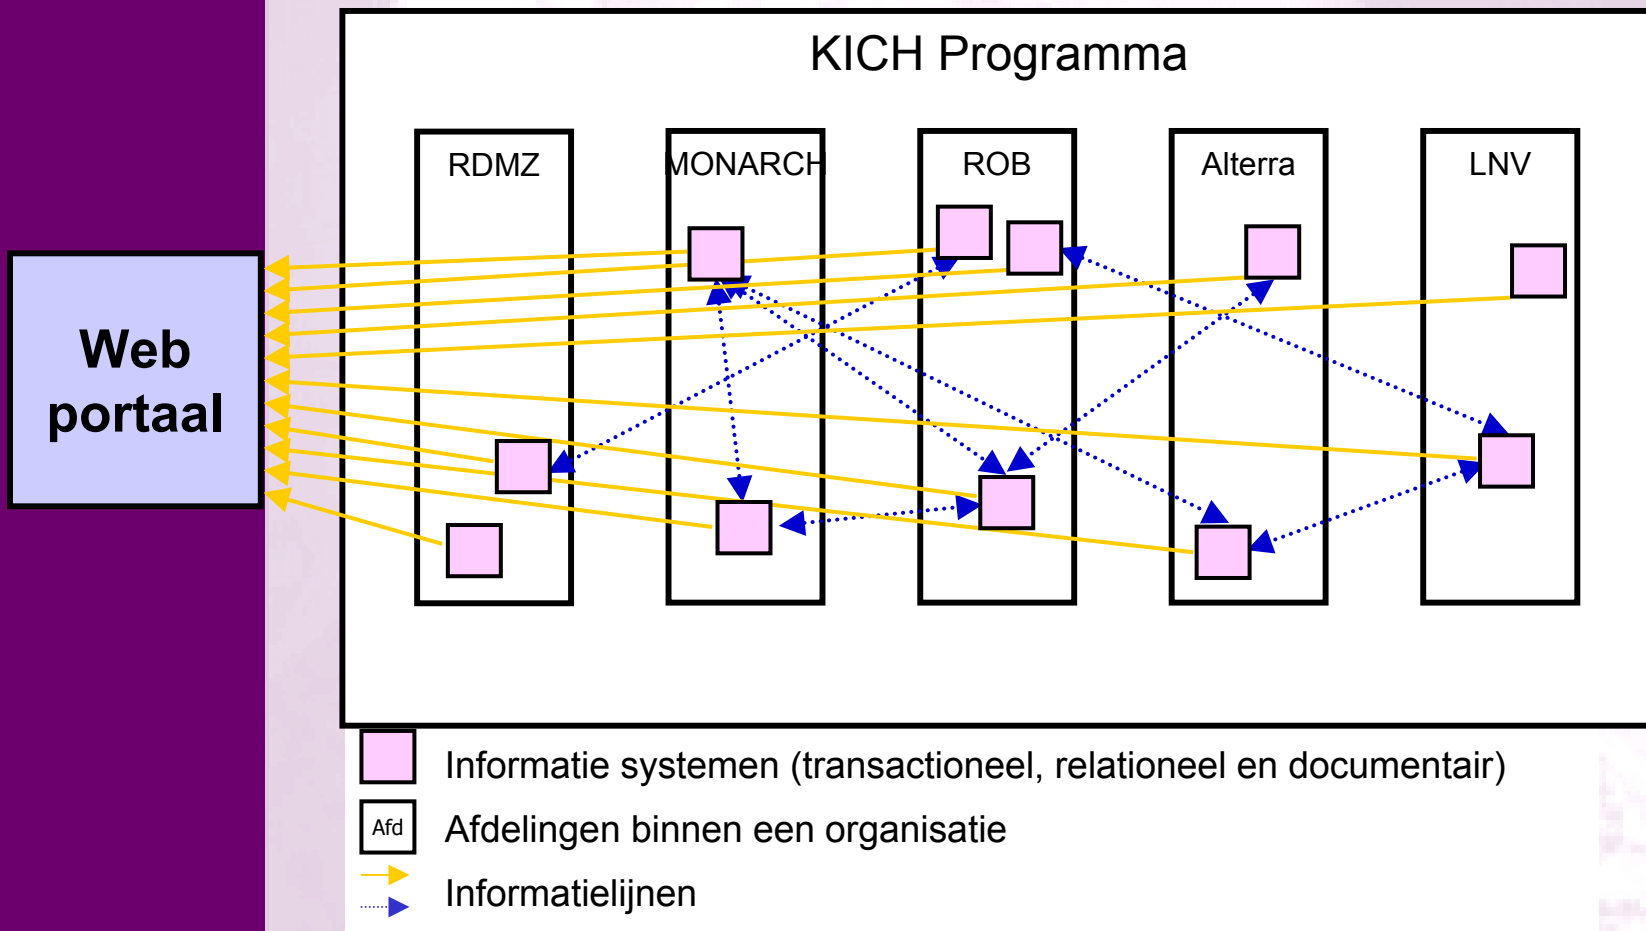 KICH Programma
RDMZ
MONARCH
ROB
Alterra
LNV
Web
portaal
Informatie systemen (transactioneel, relationeel en documentair)
Afd
Afdelingen binnen een organisatie
Informatielijnen